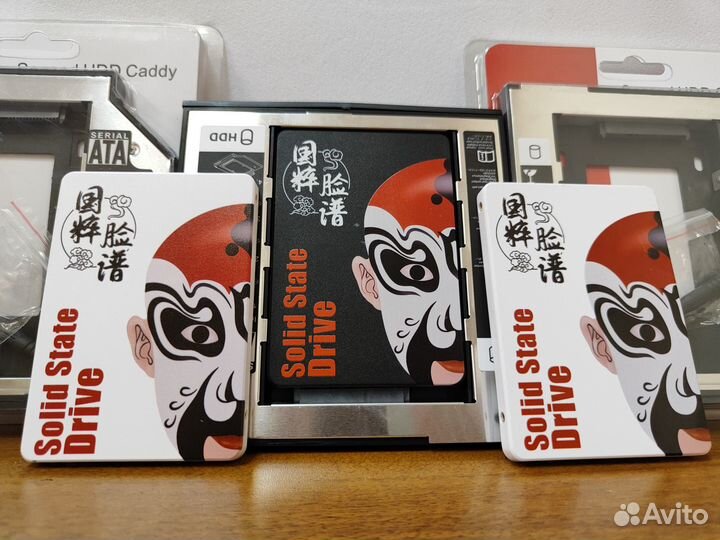 HDD Caddy
SERIAL
ATA
HDD
国粹
脸谱
Solid State
Drive
国粹
脸谱
Solid State
Drive
国粹
脸谱
Solid State
Drive
Avito